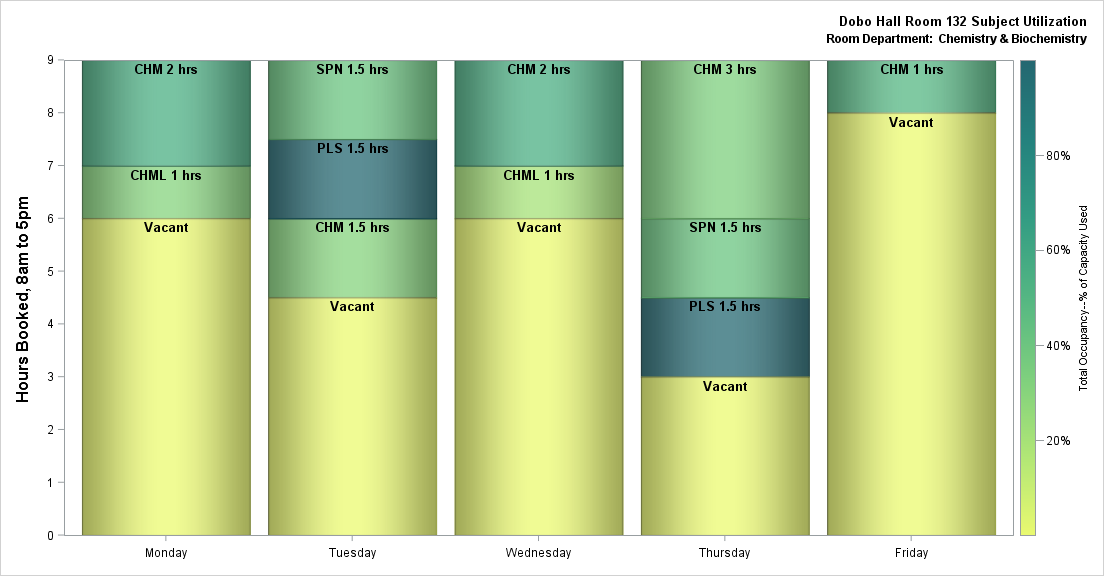 Dobo Hall Room 132 Subject Utilization
Room Department: Chemistry & Biochemistry
Hours Booked, 8am to 5pm
9
8
7
6
5
4
3
2
1
0
CHM 2 hrs
CHML 1 hrs
Vacant
SPN 1.5 hrs
PLS 1.5 hrs
CHM 1.5 hrs
Vacant
CHM 2 hrs
CHML 1 hrs
Vacant
CHM 3 hrs
SPN 1.5 hrs
PLS 1.5 hrs
Vacant
CHM 1 hrs
Vacant
Monday
Tuesday
Wednesday
Thursday
Friday
80%
60%
40%
20%
Total Occupancy--% of Capacity Used